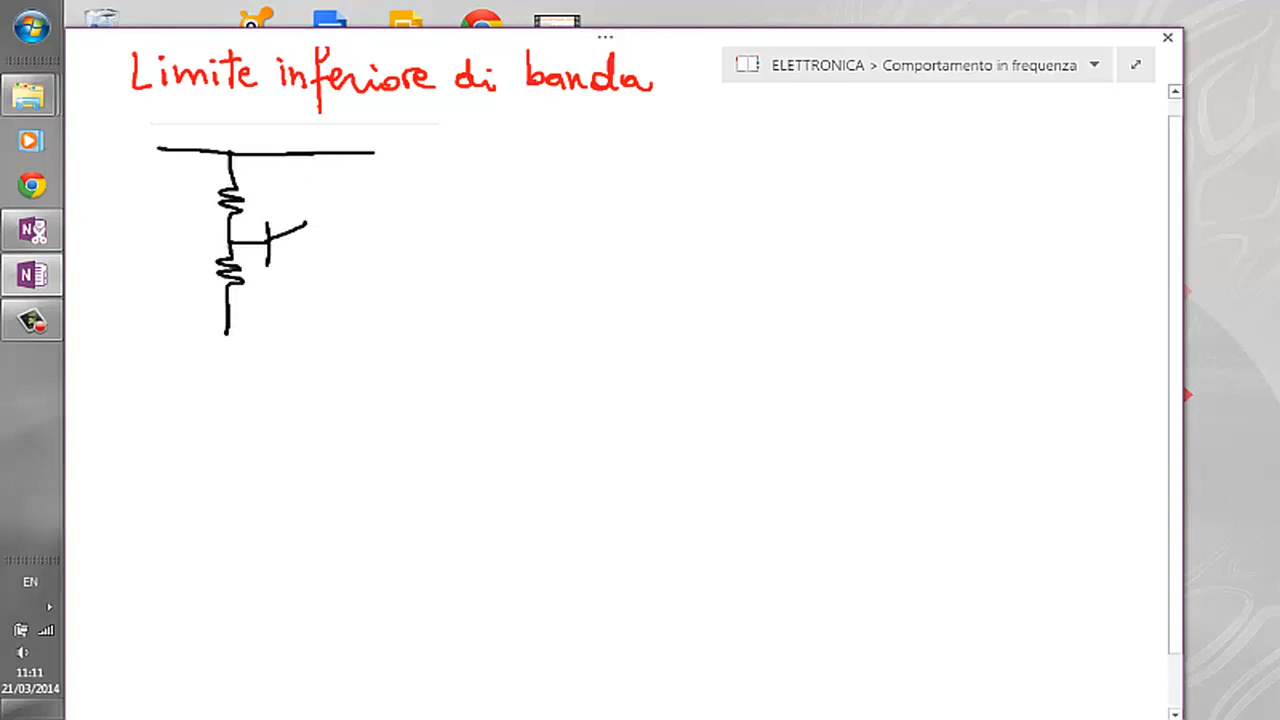 Limite inferiore di banda
ELETTRONICA > Comportamento in frequenza
EN
11:11
21/03/2014